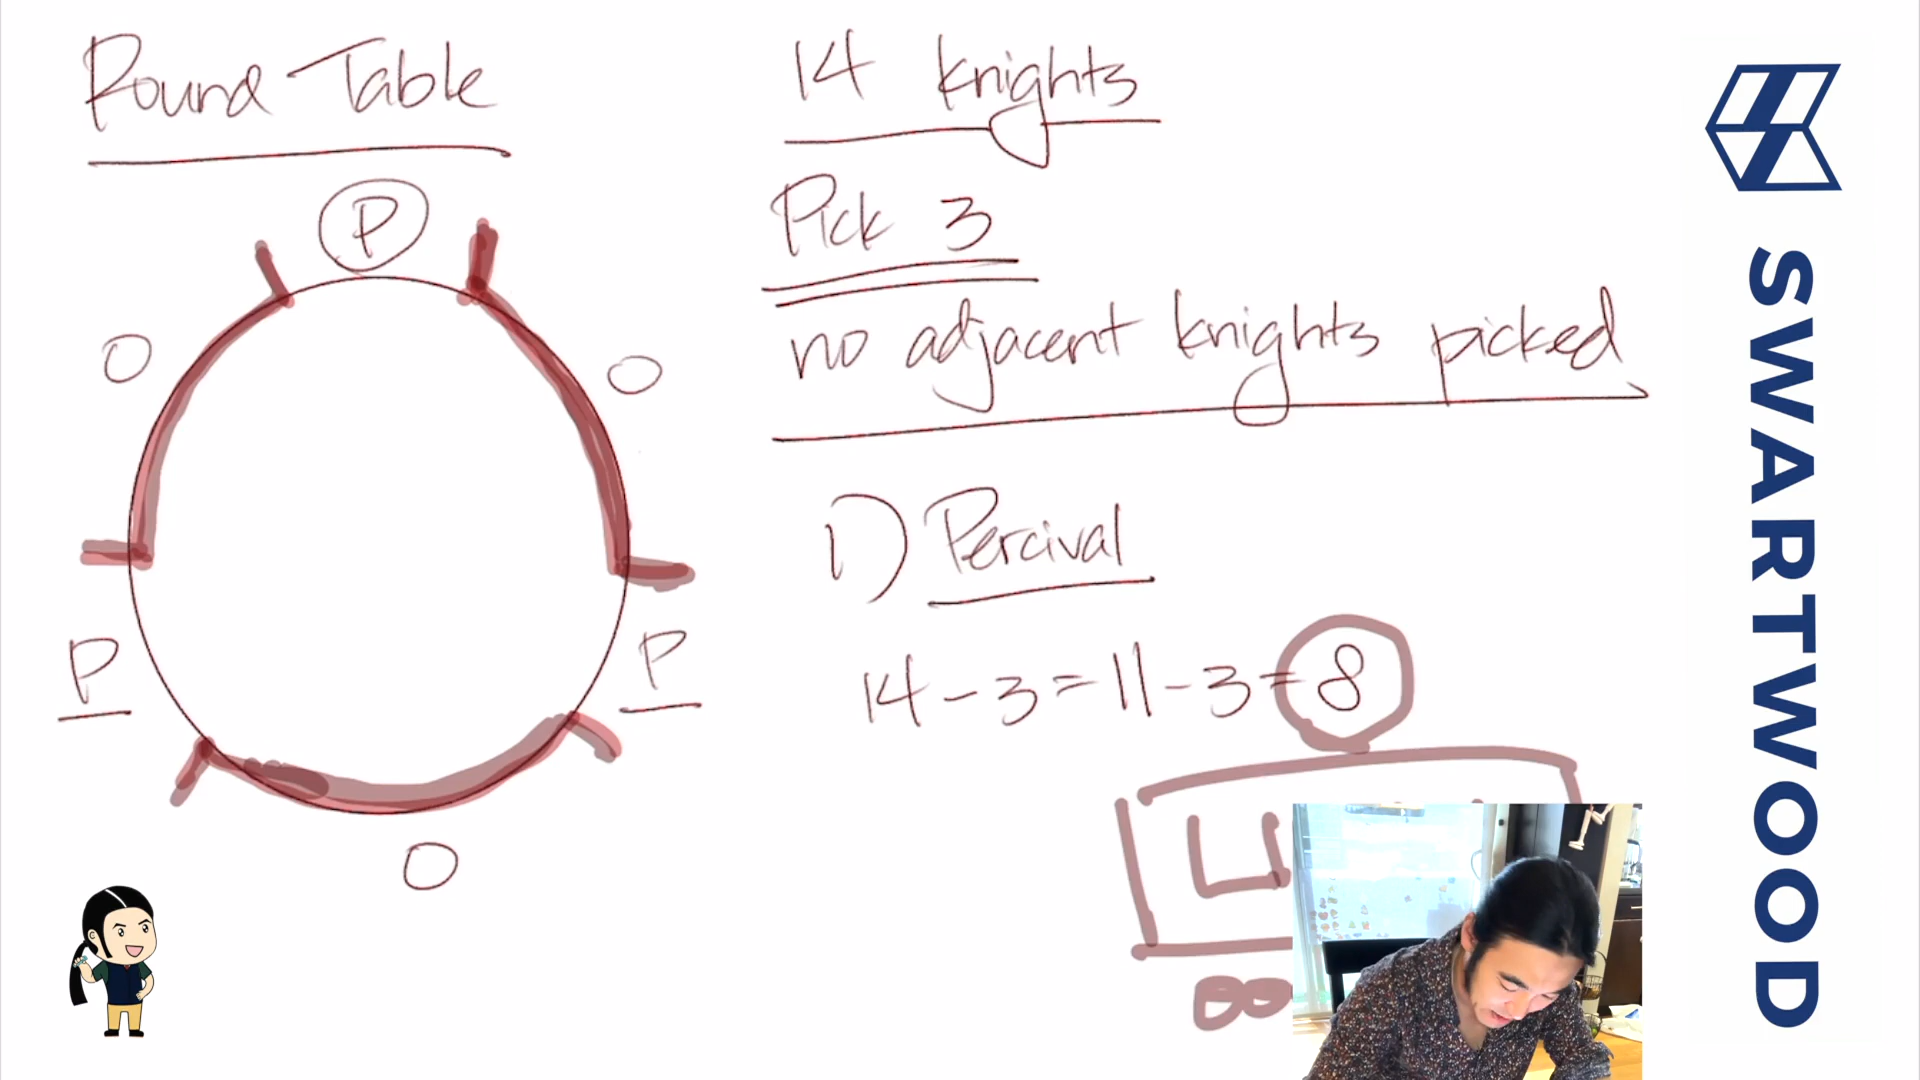 Round Table
14 knights
Pick 3
no adjacent knights picked
P
O
O
P
P
O
1) Percival
14 - 3 = 11 - 3 = 8
SWARTWOOD